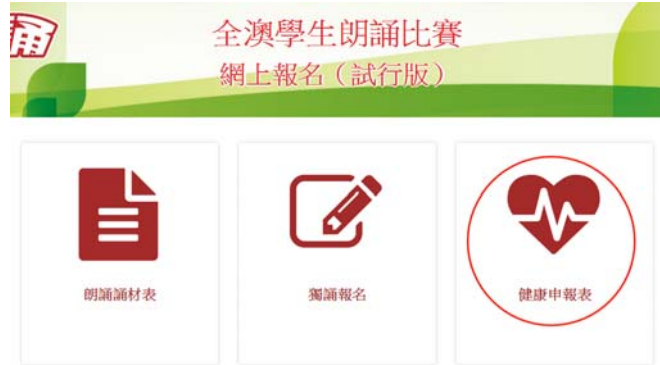 誦
全澳學生朗誦比賽
網上報名（試行版）
朗誦誦材表
獨誦報名
健康申報表